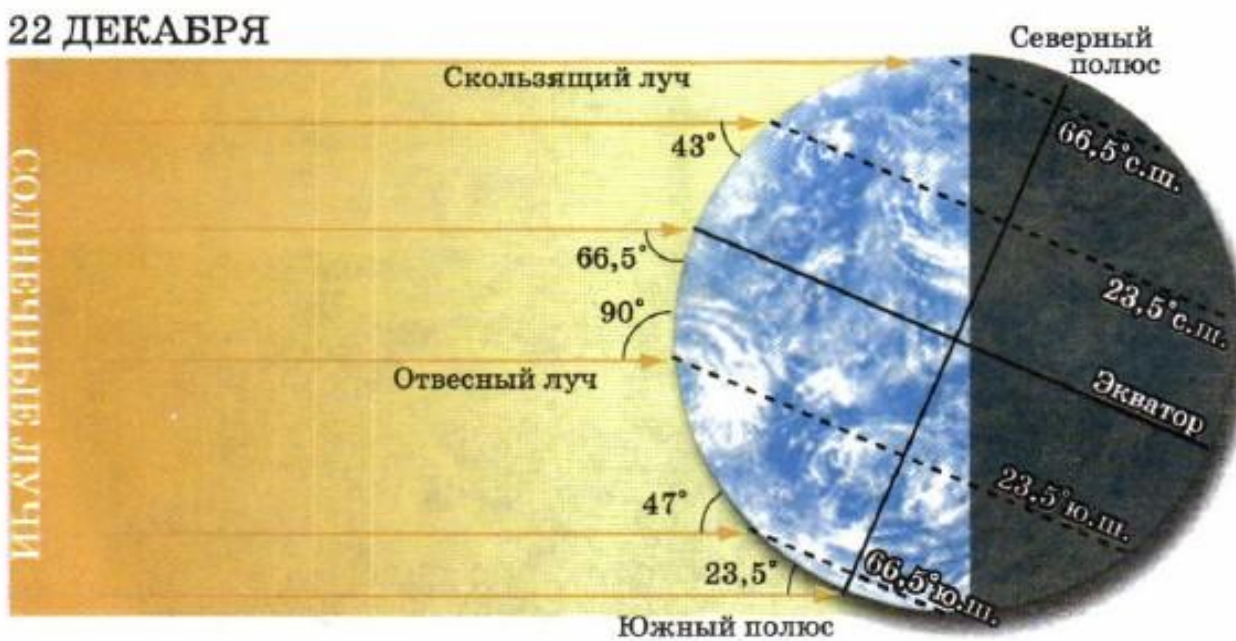 22 ДЕКАБРЯ
Северный
полюс
Скользящий луч
43°
66,5°с.ш.
СОЛНЕЧНЫЕ ЛУЧИ
66,5°
23,5°с.ш.
90°
Отвесный луч
Экватор
47°
23,5°ю.ш.
23,5°
66,5°ю.ш.
Южный полюс